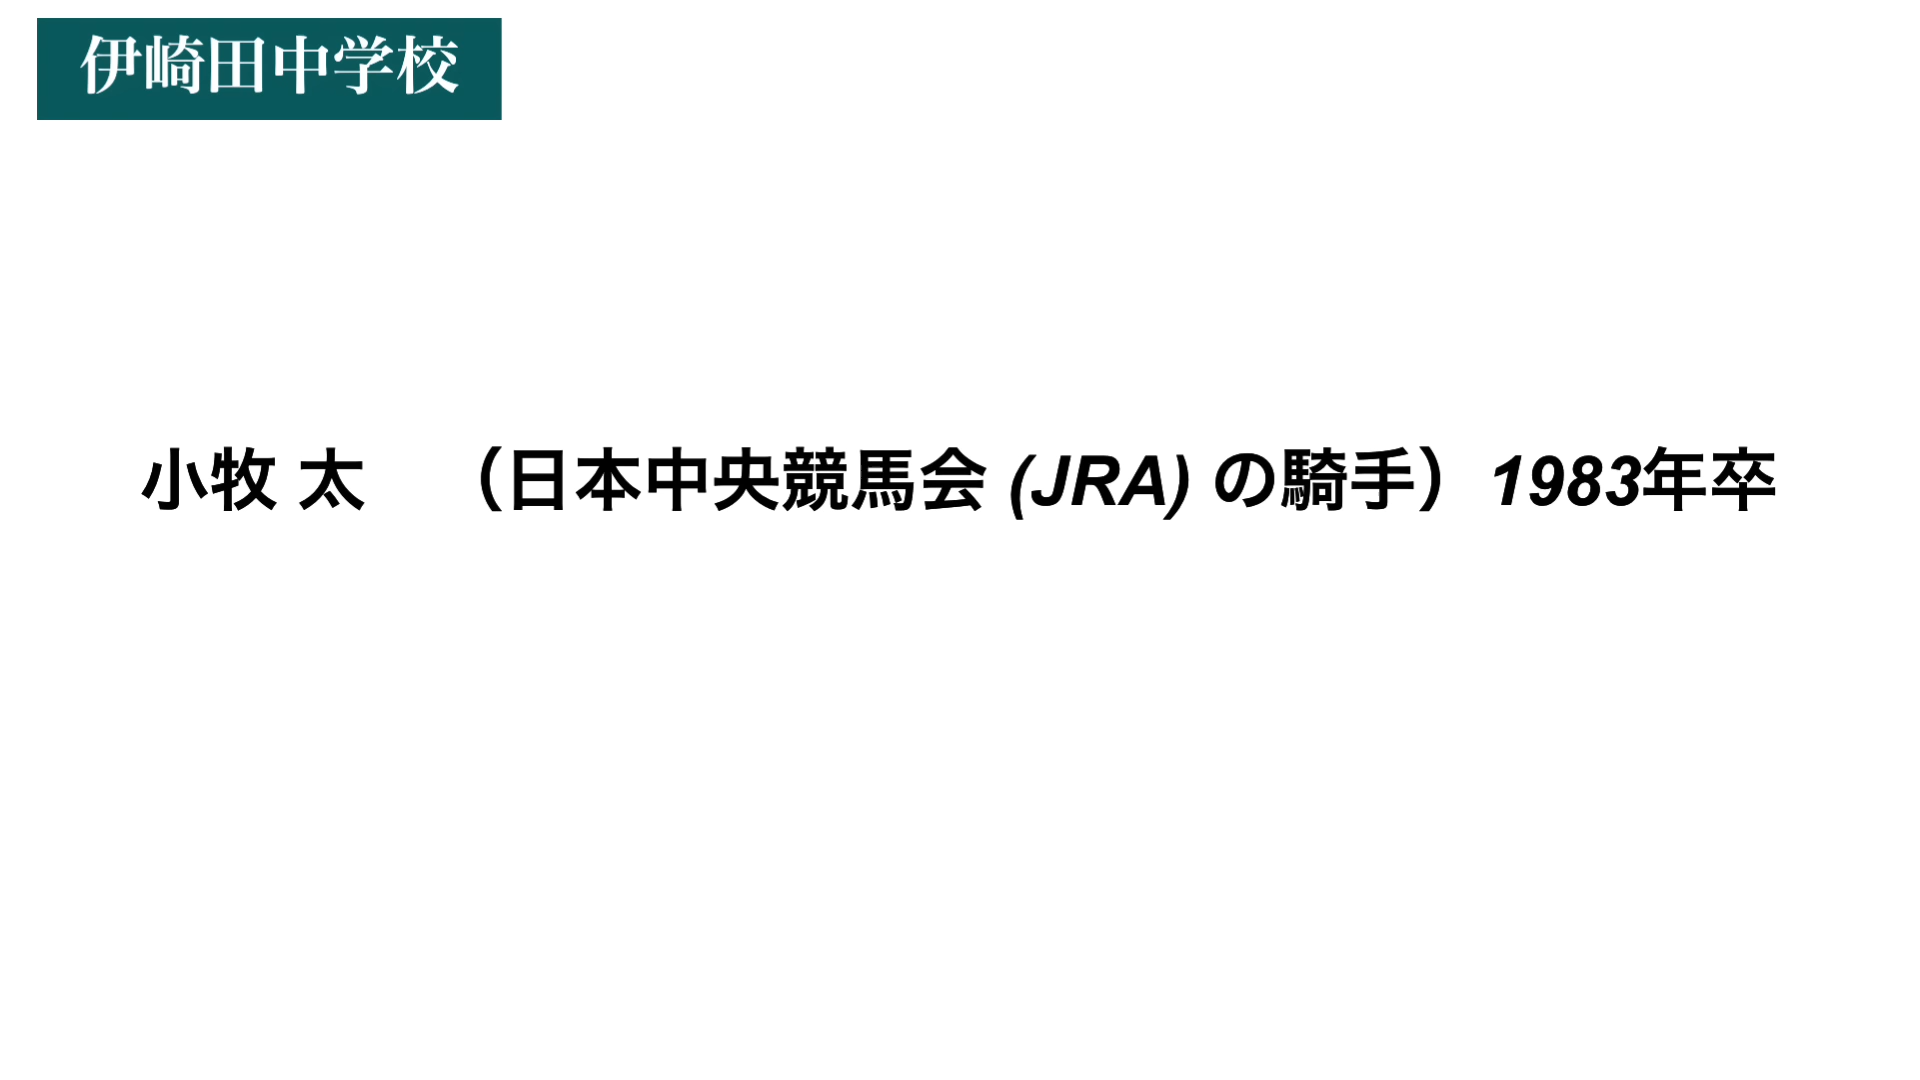 伊崎田中学校
小牧 太　（日本中央競馬会 (JRA) の騎手）1983年卒